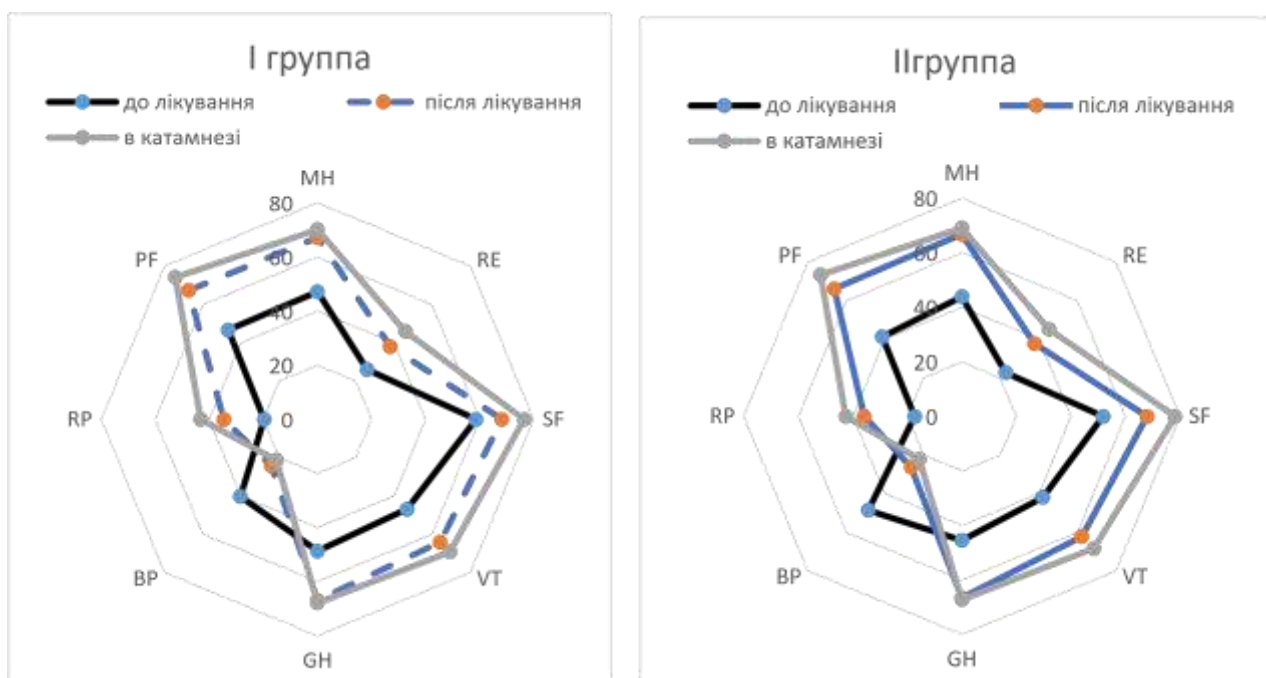 І группа
до лікування
після лікування
в катамнезі
MH
80
PF
RE
60
40
20
RP
0
SF
BP
VT
GH
ІІгруппа
до лікування
після лікування
в катамнезі
MH
80
PF
RE
60
40
20
RP
0
SF
BP
VT
GH